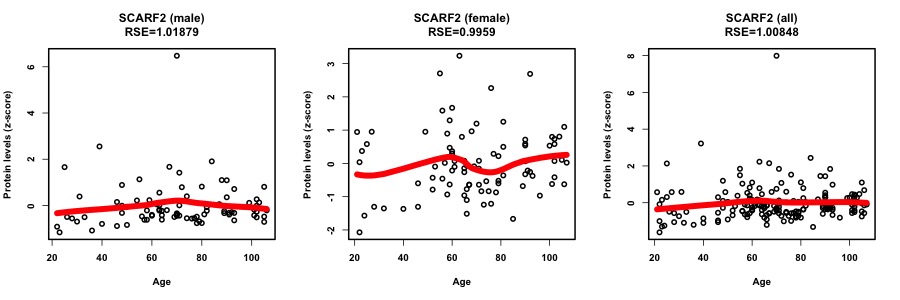 SCARF2 (male)
RSE=1.01879
Protein levels (z-score)
6
4
2
0
20 40 60 80 100
Age
SCARF2 (female)
RSE=0.9959
Protein levels (z-score)
3
2
1
0
-1
-2
20 40 60 80 100
Age
SCARF2 (all)
RSE=1.00848
Protein levels (z-score)
8
6
4
2
0
20 40 60 80 100
Age